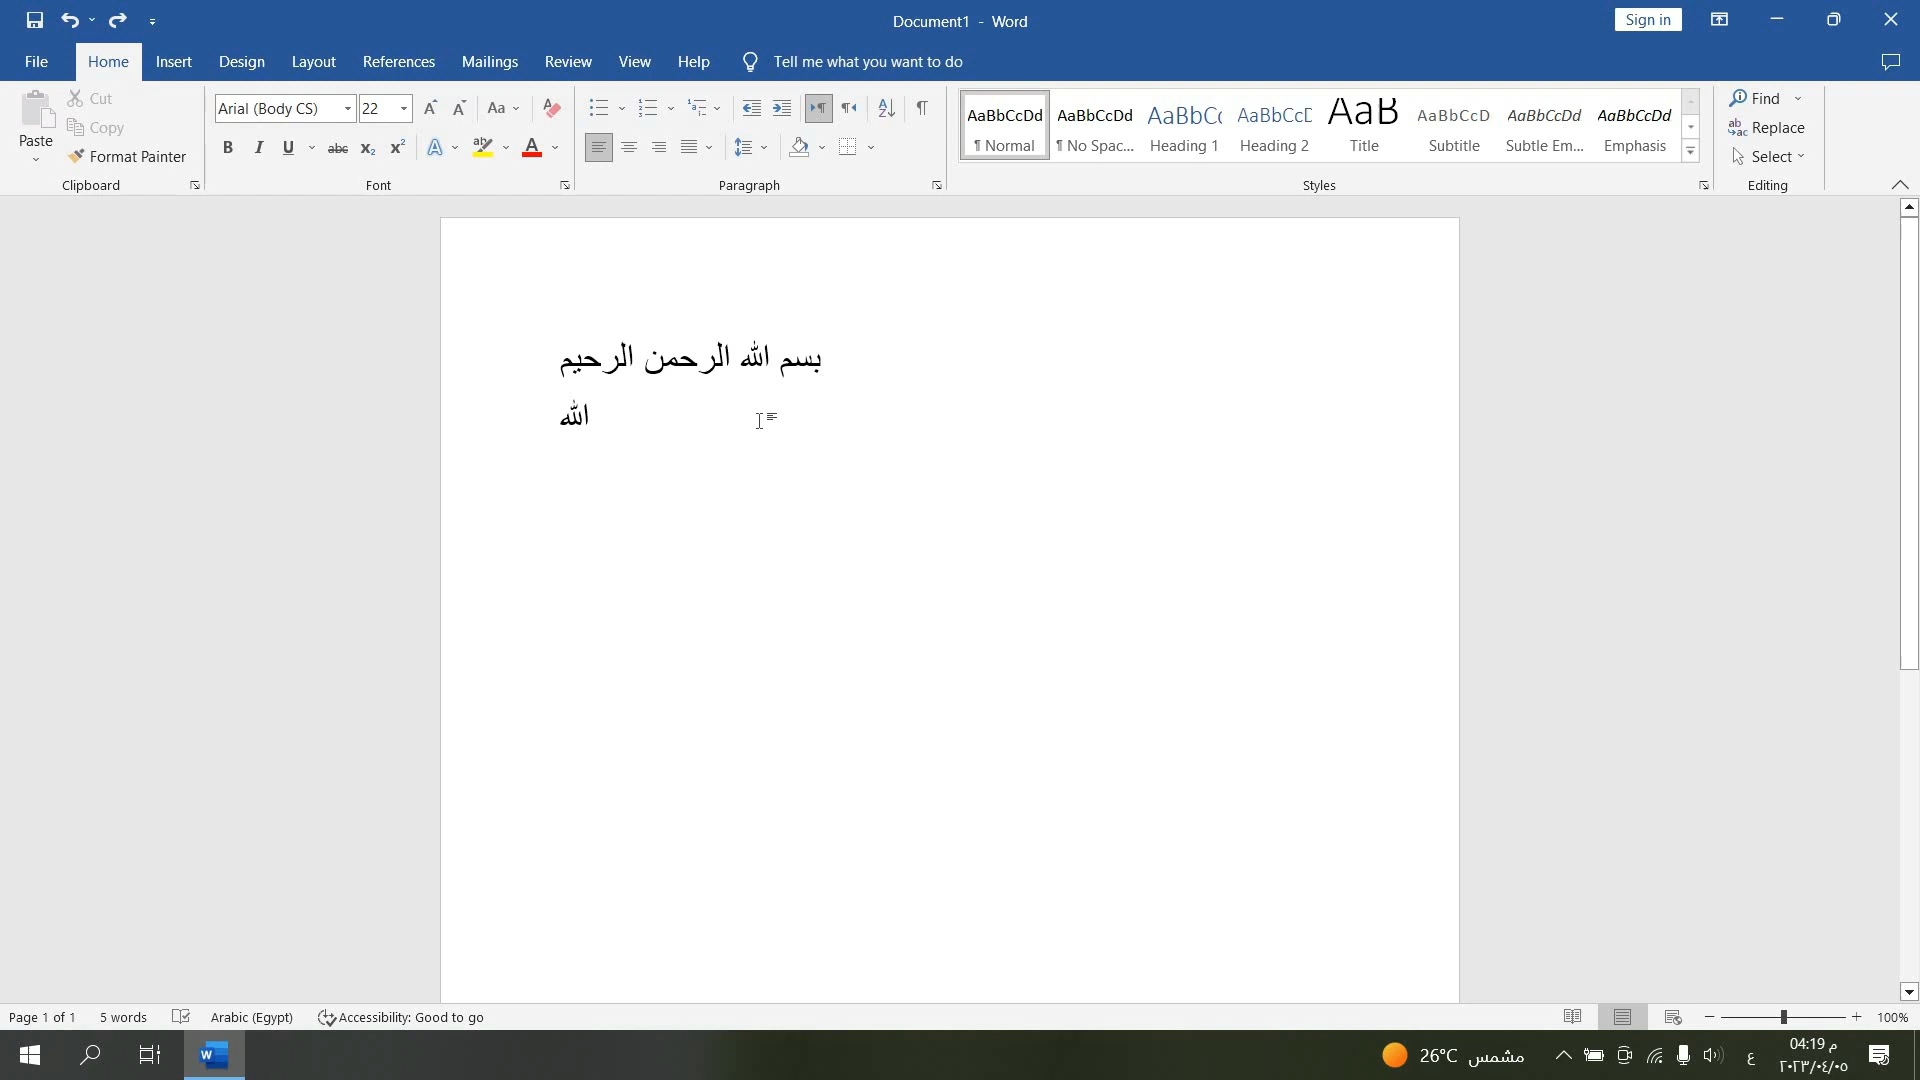 Document1 - Word
Sign in
File Home Insert Design Layout References Mailings Review View Help Tell me what you want to do
Paste
Cut
Copy
Format Painter
Clipboard
Arial (Body CS) 22
Font
Paragraph
AaBbCcDd AaBbCcDd AaBbCc AaBbCcD AaB AaBbCcD AaBbCcDd AaBbCcDd
¶ Normal ¶ No Spac... Heading 1 Heading 2 Title Subtitle Subtle Em... Emphasis
Styles
Find
Replace
Select
Editing
بسم الله الرحمن الرحيم
الله
Page 1 of 1 5 words Arabic (Egypt) Accessibility: Good to go 100%
26°C مشمس
ع
04:19 م
٢٠٢٣/٠٤/٠٥